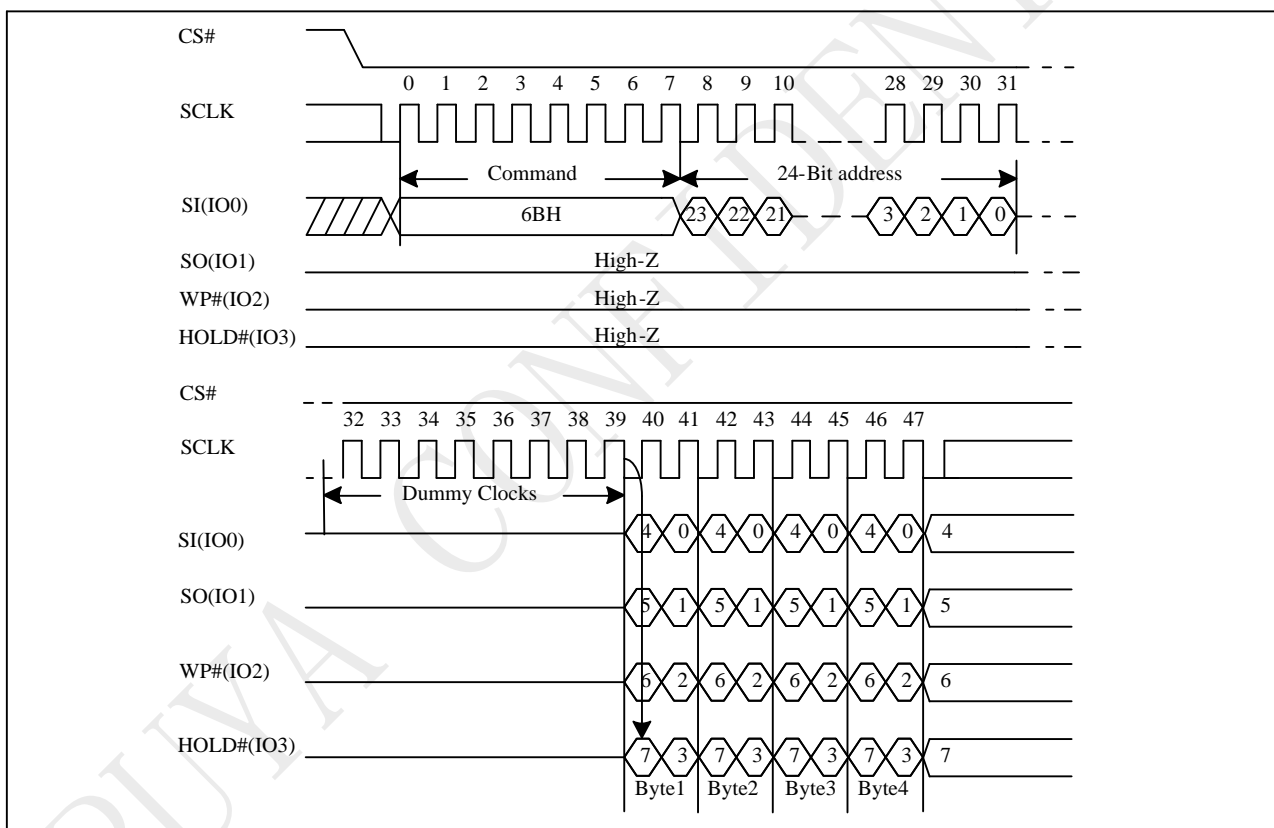 CS#
0 1 2 3 4 5 6 7 8 9 10 28 29 30 31
SCLK
Command 24-Bit address
SI(IO0) 6BH 23 22 21 3 2 1 0
SO(IO1) High-Z
WP#(IO2) High-Z
HOLD#(IO3) High-Z
CS#
32 33 34 35 36 37 38 39 40 41 42 43 44 45 46 47
SCLK
Dummy Clocks
SI(IO0) 4 0 4 0 4 0 4 0 4
SO(IO1) 5 1 5 1 5 1 5 1 5
WP#(IO2) 6 2 6 2 6 2 6 2 6
HOLD#(IO3) 7 3 7 3 7 3 7 3 7
Byte1 Byte2 Byte3 Byte4
PUYA CONFIDENT